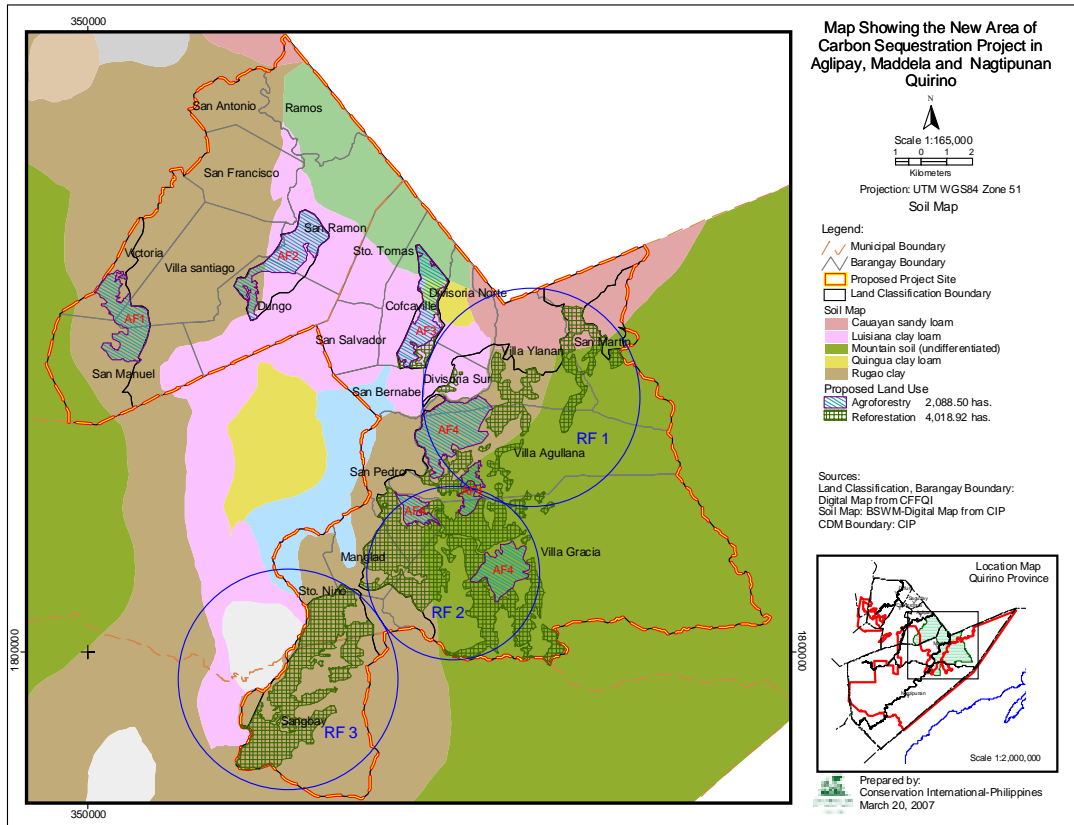 350000
Map Showing the New Area of
Carbon Sequestration Project in
Aglipay, Maddela and Nagtipunan
Quirino
N
Scale 1:165,000
1 0 1 2
Kilometers
Projection: UTM WGS84 Zone 51
Soil Map
Legend:
Municipal Boundary
Barangay Boundary
Proposed Project Site
Land Classification Boundary
Soil Map
Cauayan sandy loam
Luisiana clay loam
Mountain soil (undifferentiated)
Quingua clay loam
Rugao clay
Proposed Land Use
Agroforestry 2,088.50 has.
Reforestation 4,018.92 has.
Sources:
Land Classification, Barangay Boundary:
Digital Map from CFFQI
Soil Map: BSWM-Digital Map from CIP
CDM Boundary: CIP
Location Map
Quirino Province
Scale 1:2,000,000
Prepared by:
Conservation International-Philippines
March 20, 2007
San Antonio
Ramos
San Francisco
San Ramon
Victoria
Villa santiago
AF2
Sto. Tomas
Dungo
Divisoria Norte
Cofcaville
AF1
AF3
San Salvador
San Manuel
Villa Ylanan
San Martin
Divisoria Sur
San Bernabe
AF4
RF 1
Villa Agullana
San Pedro
Manglad
Villa Gracia
AF4
Sto. Nino
RF 2
Sangbay
RF 3
1800000
1800000
350000